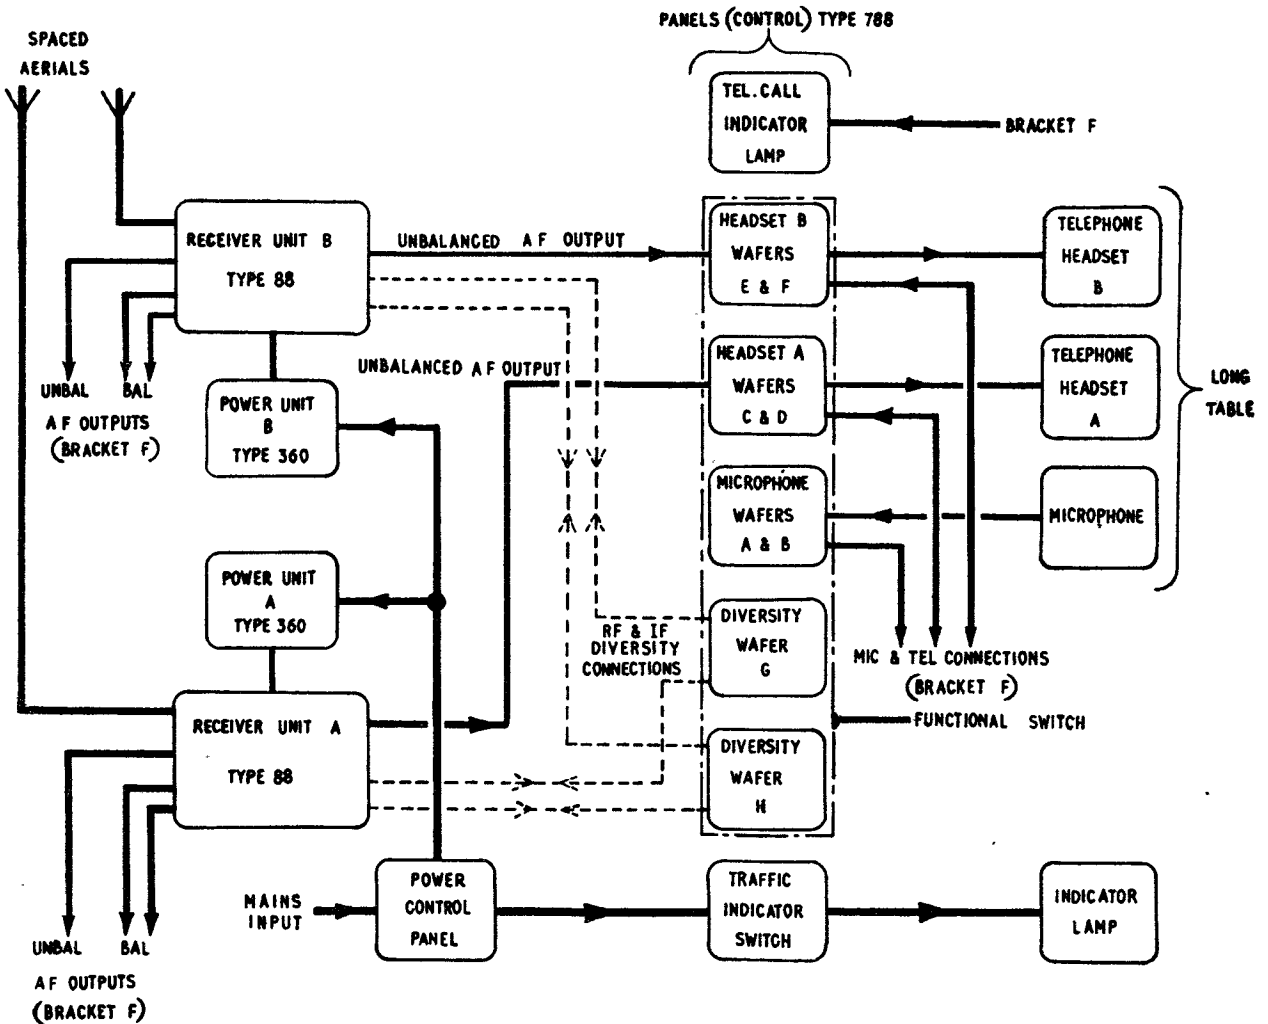 PANELS (CONTROL) TYPE 788
SPACED
AERIALS
TEL. CALL
INDICATOR
LAMP
BRACKET F
RECEIVER UNIT B
TYPE 88
UNBALANCED AF OUTPUT
HEADSET B
WAFERS
E & F
TELEPHONE
HEADSET
B
UNBAL
BAL
AF OUTPUTS
(BRACKET F)
POWER UNIT
B
TYPE 360
UNBALANCED AF OUTPUT
HEADSET A
WAFERS
C & D
TELEPHONE
HEADSET
A
LONG
TABLE
MICROPHONE
WAFERS
A & B
MICROPHONE
POWER UNIT
A
TYPE 360
RF & IF
DIVERSITY
CONNECTIONS
DIVERSITY
WAFER
G
MIC & TEL CONNECTIONS
(BRACKET F)
FUNCTIONAL SWITCH
RECEIVER UNIT A
TYPE 88
DIVERSITY
WAFER
H
UNBAL
BAL
AF OUTPUTS
(BRACKET F)
MAINS
INPUT
POWER
CONTROL
PANEL
TRAFFIC
INDICATOR
SWITCH
INDICATOR
LAMP